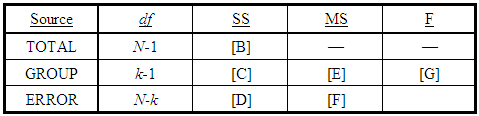 Source df SS MS F
TOTAL N-1 [B] — —
GROUP k-1 [C] [E] [G]
ERROR N-k [D] [F]